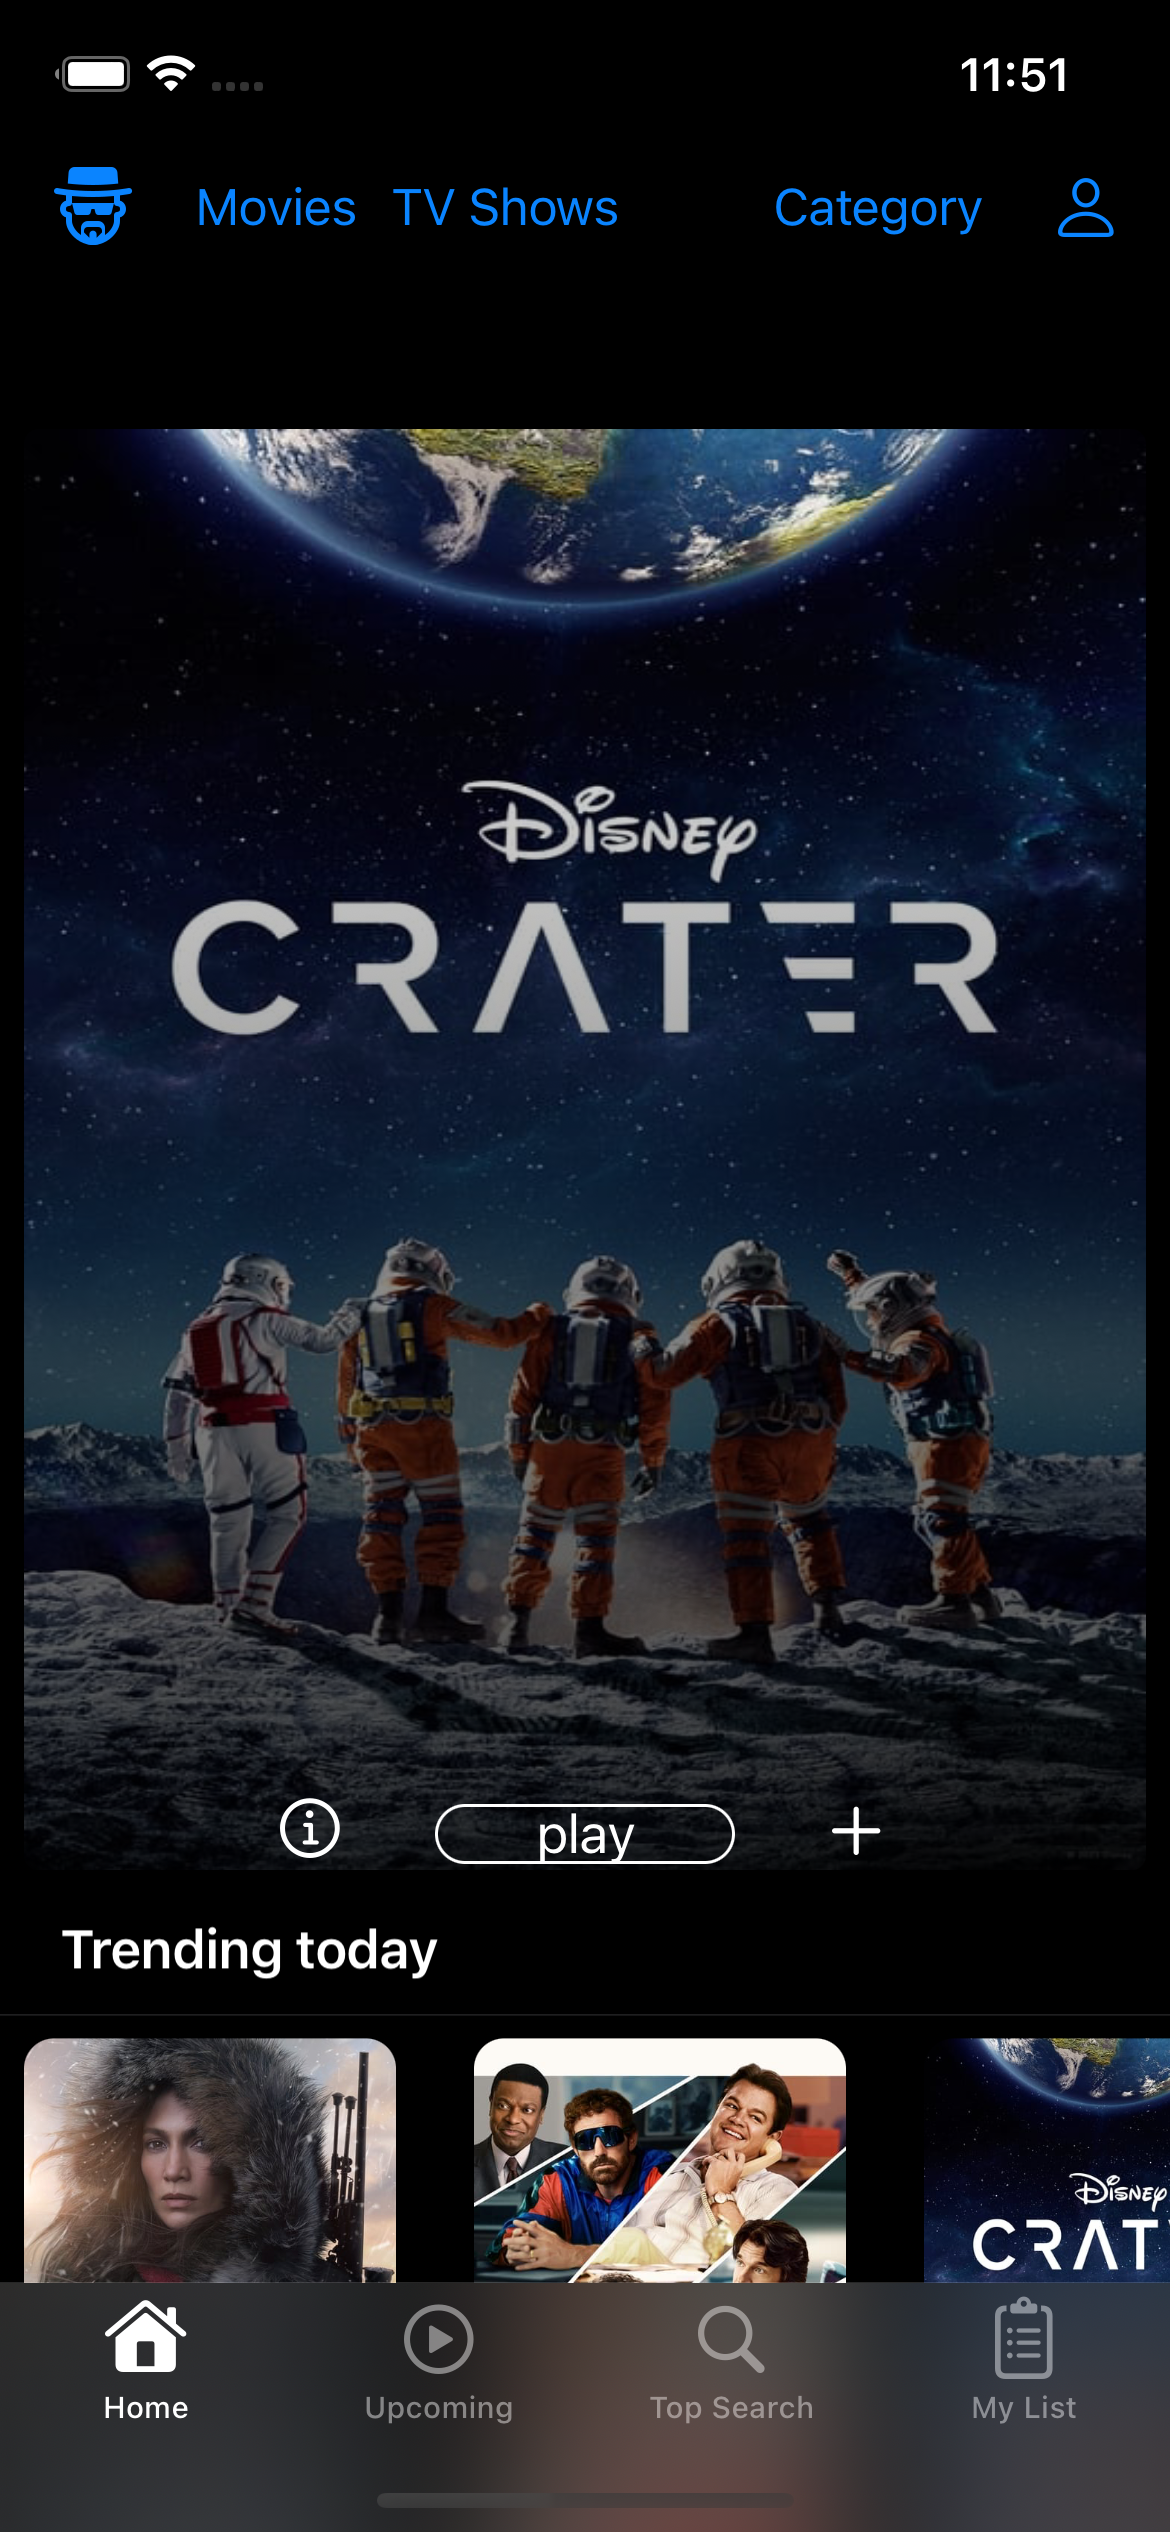 11:51
Movies TV Shows Category
Disney
CRATER
play
Trending today
Disney
CRAT
Home Upcoming Top Search My List